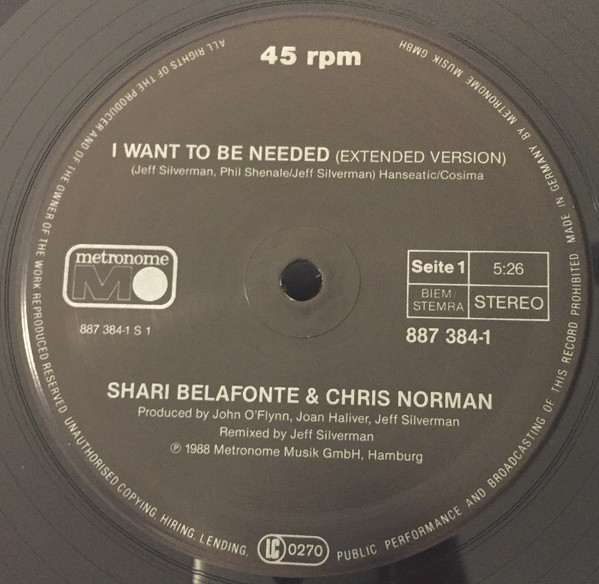 45 rpm
I WANT TO BE NEEDED (EXTENDED VERSION)
(Jeff Silverman, Phil Shenale/Jeff Silverman) Hanseatic/Cosima
metronome
MO
887 384-1 S 1
Seite 1
5:26
BIEM/
STEMRA
STEREO
887 384-1
SHARI BELAFONTE & CHRIS NORMAN
Produced by John O'Flynn, Joan Haliver, Jeff Silverman
Remixed by Jeff Silverman
℗ 1988 Metronome Musik GmbH, Hamburg
ALL RIGHTS OF THE PRODUCER AND OF THE OWNER OF THE WORK REPRODUCED RESERVED UNAUTHORISED COPYING, HIRING, LENDING, PUBLIC PERFORMANCE AND BROADCASTING OF THIS RECORD PROHIBITED MADE IN GERMANY BY METRONOME MUSIK GMBH
LC 0270